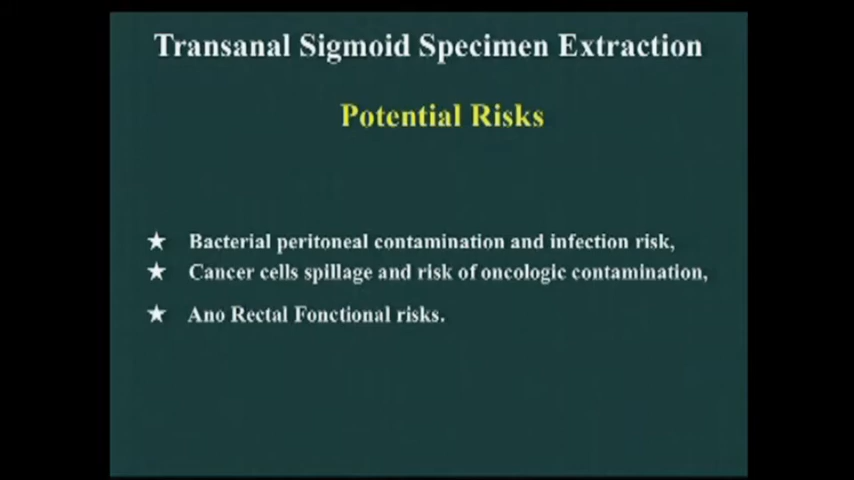 Transanal Sigmoid Specimen Extraction
Potential Risks
★ Bacterial peritoneal contamination and infection risk,
★ Cancer cells spillage and risk of oncologic contamination,
★ Ano Rectal Fonctional risks.